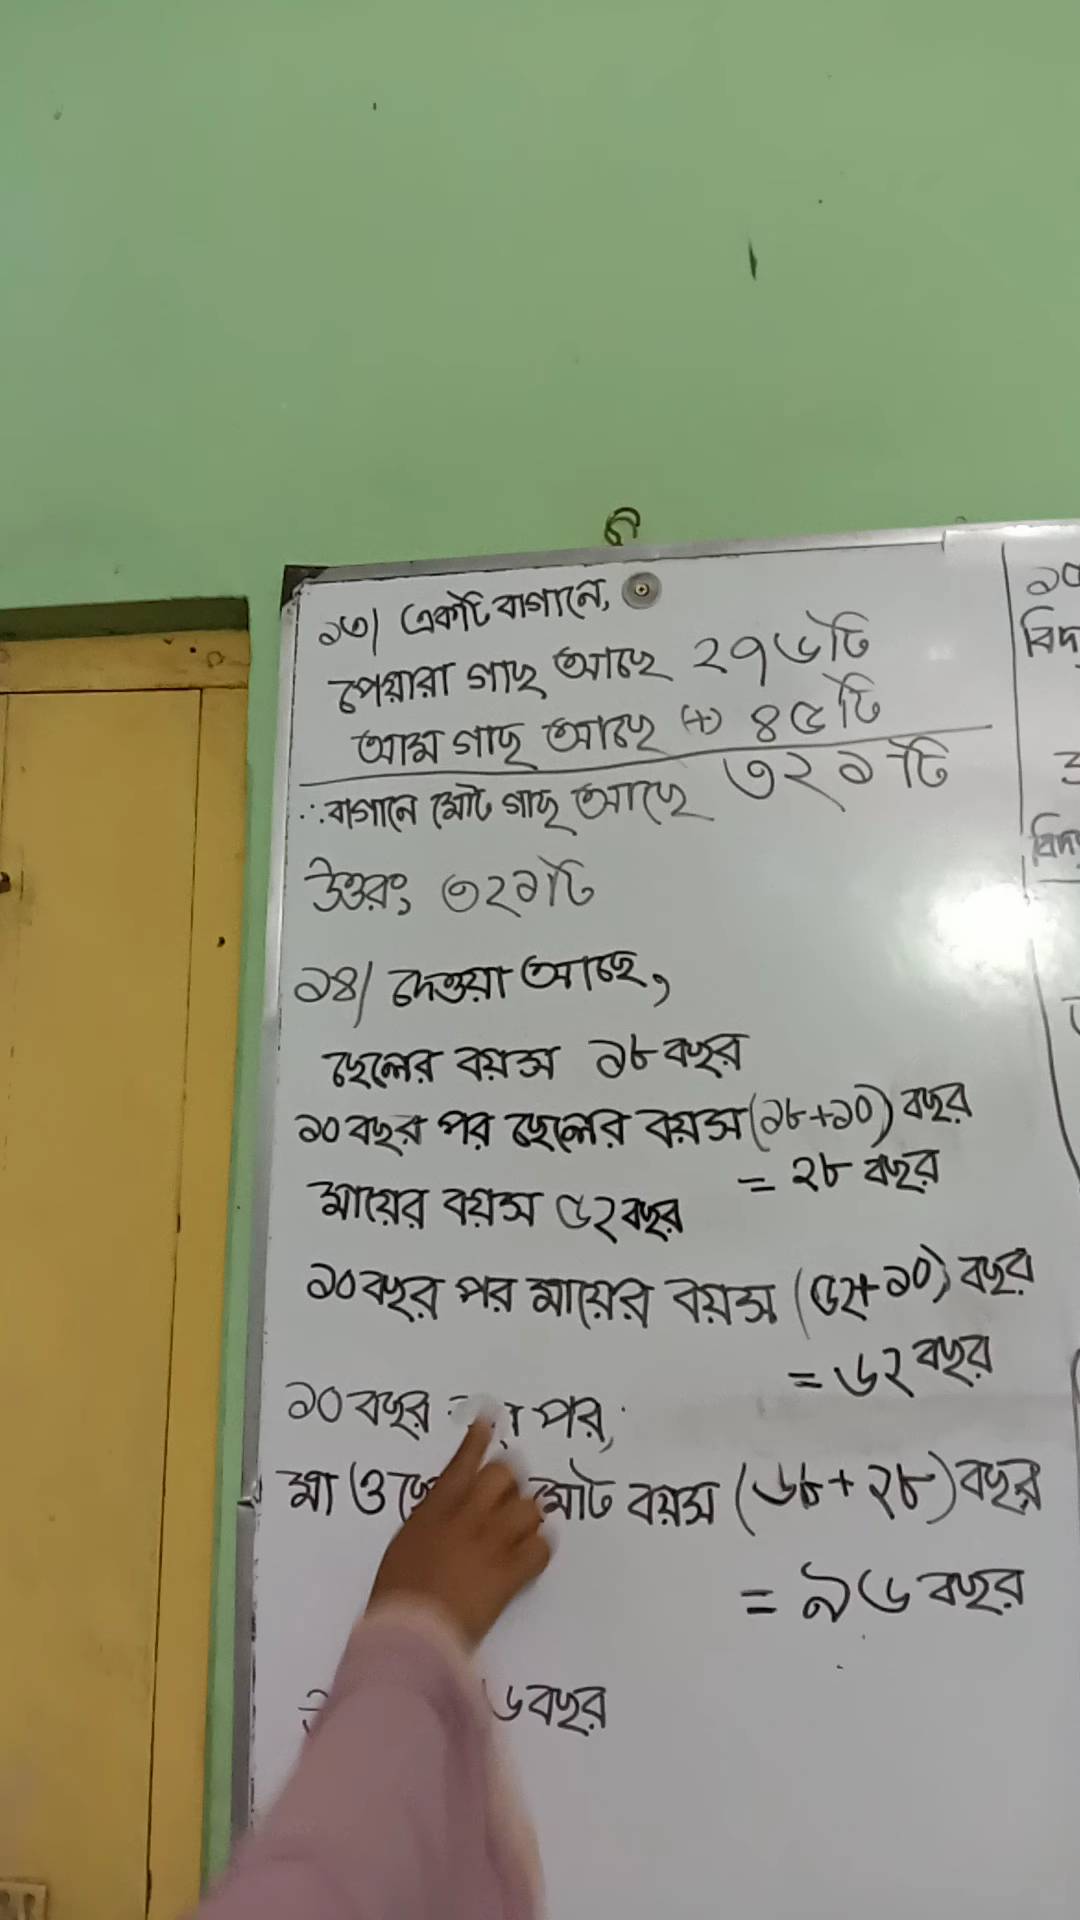 ১৩| একটি বাগানে,
পেয়ারা গাছ আছে ২৭৬টি
আম গাছ আছে (+) ৪৫টি
∴ বাগানে মোট গাছ আছে ৩২১টি
উত্তরঃ ৩২১টি
১৪| দেওয়া আছে,
ছেলের বয়স ১৮ বছর
১০ বছর পর ছেলের বয়স (১৮+১০) বছর
= ২৮ বছর
মায়ের বয়স ৫২ বছর
১০ বছর পর মায়ের বয়স (৫২+১০) বছর
= ৬২ বছর
১০ বছর পর,
মা ও মোট বয়স (৬৮+২৮) বছর
= ৯৬ বছর
৬ বছর